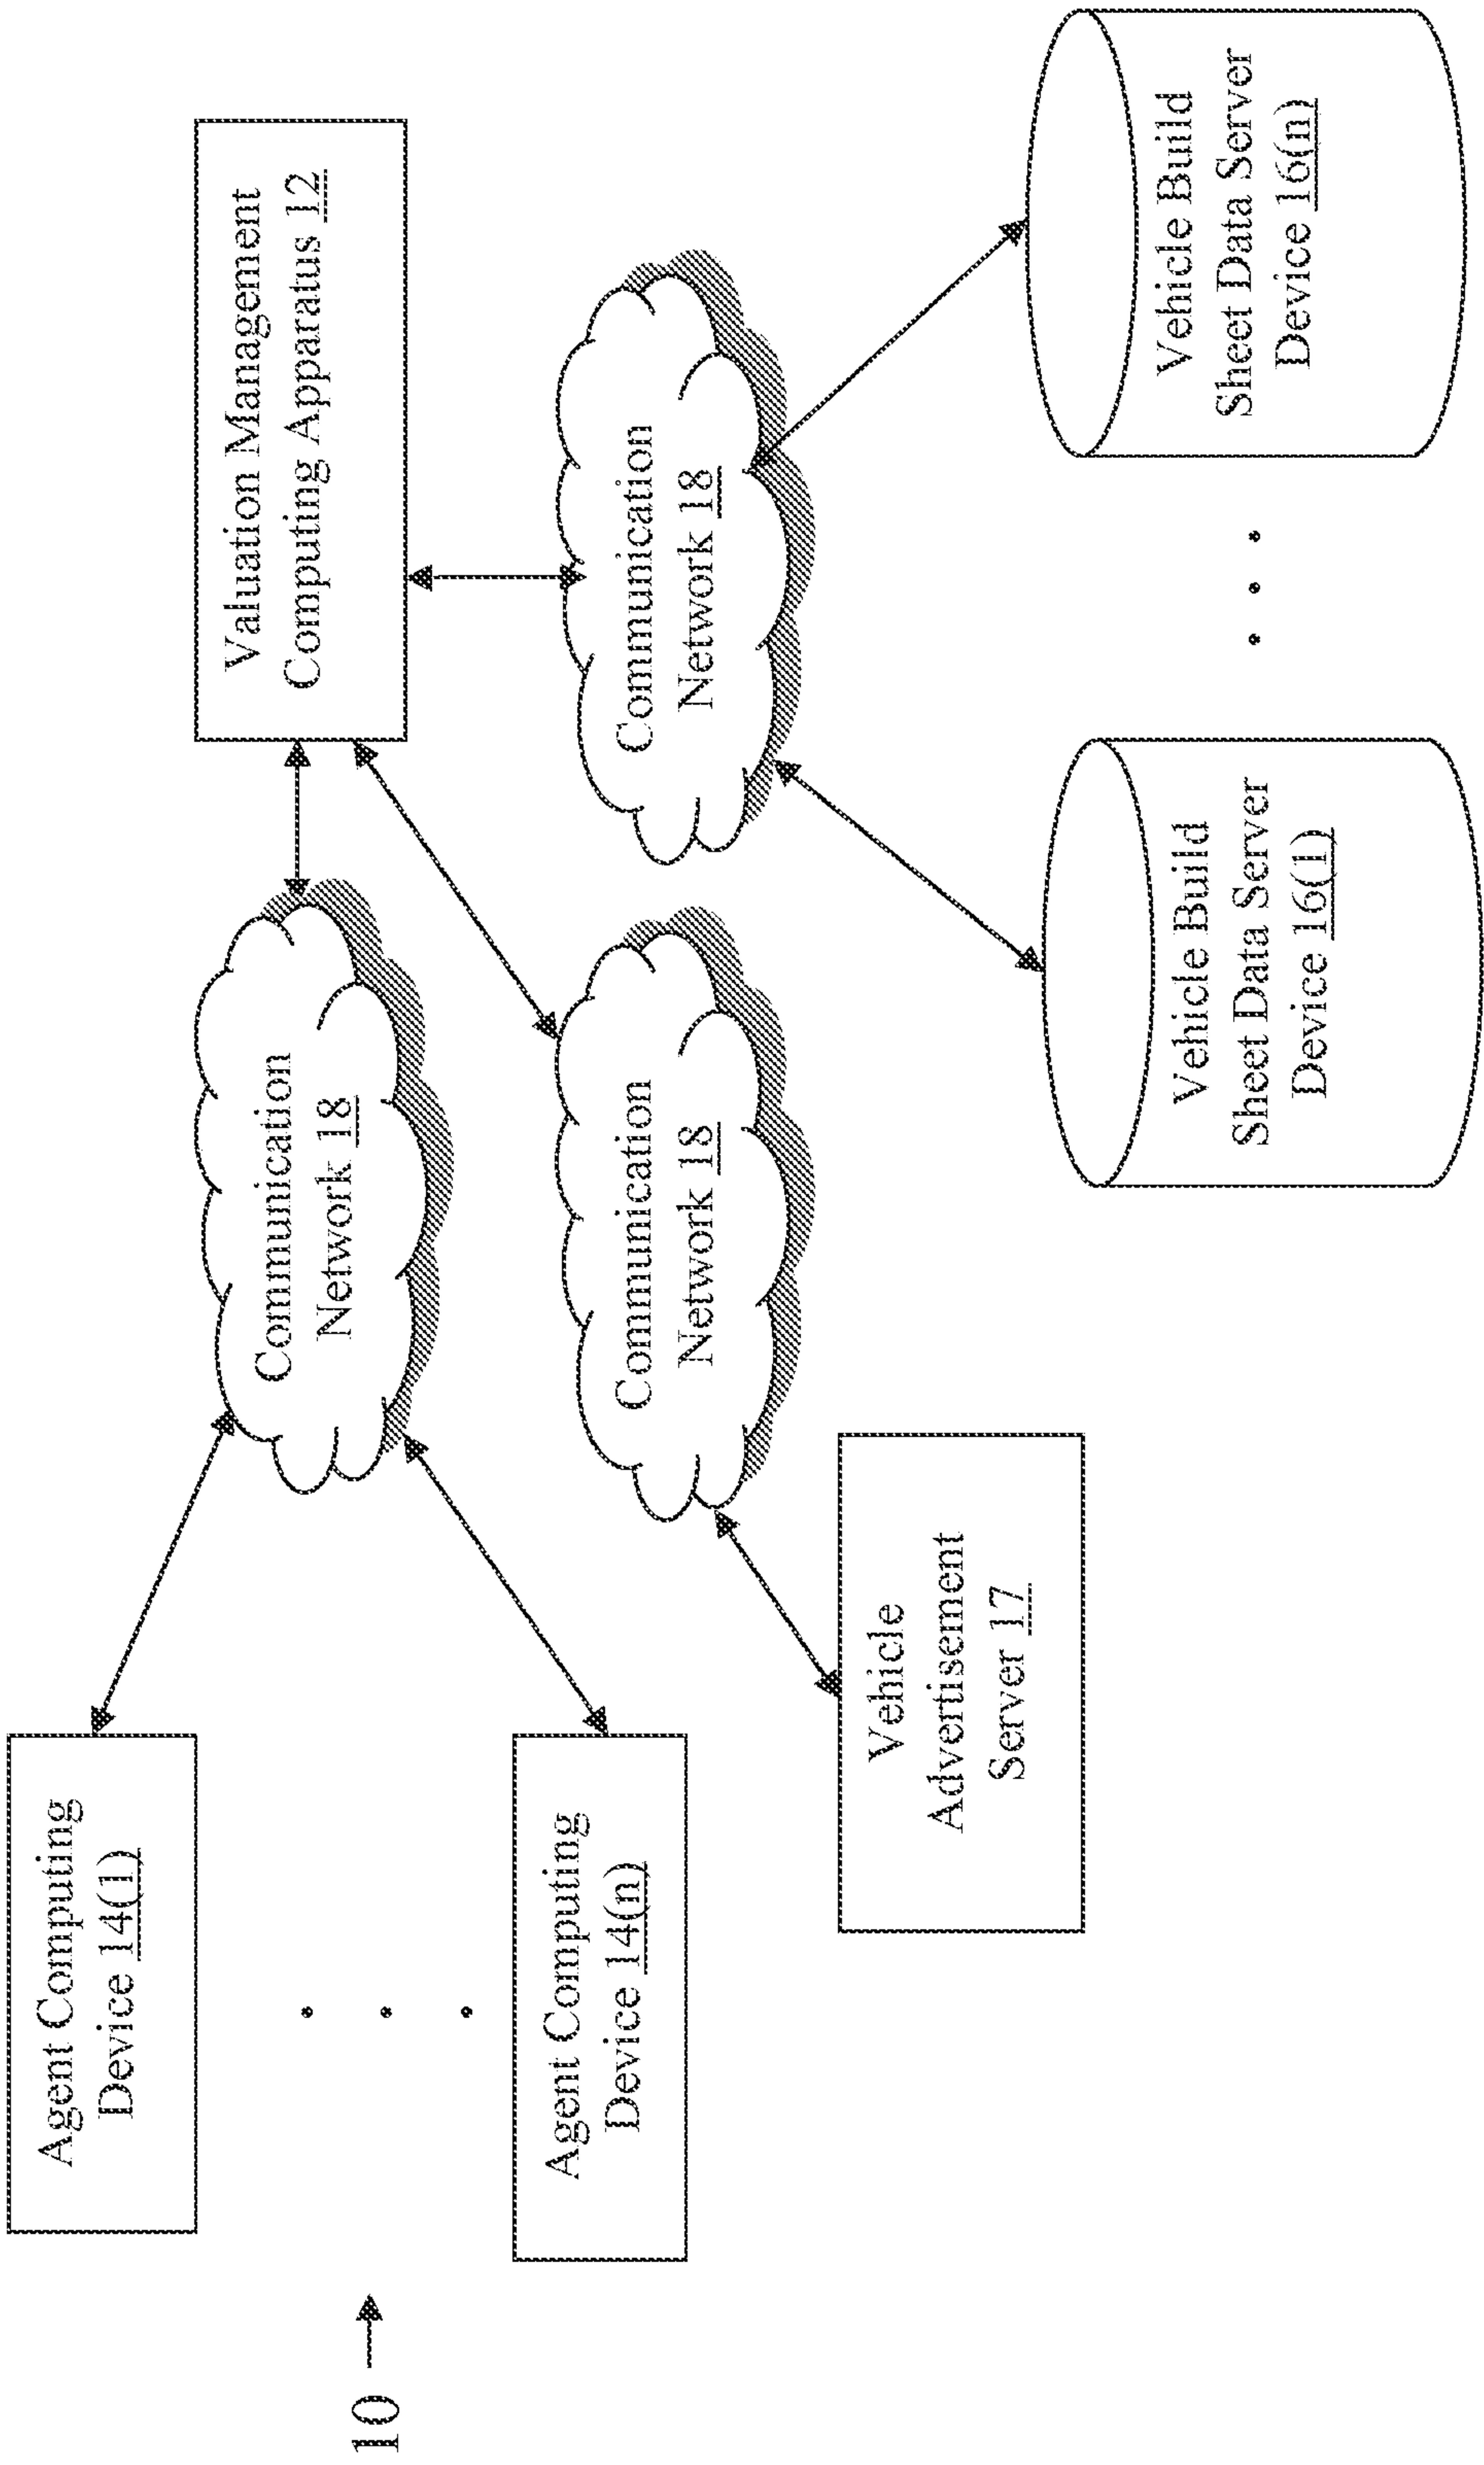 Agent Computing
Device 14(1)
Agent Computing
Device 14(n)
10
Communication
Network 18
Valuation Management
Computing Apparatus 12
Communication
Network 18
Communication
Network 18
Vehicle
Advertisement
Server 17
Vehicle Build
Sheet Data Server
Device 16(1)
Vehicle Build
Sheet Data Server
Device 16(n)